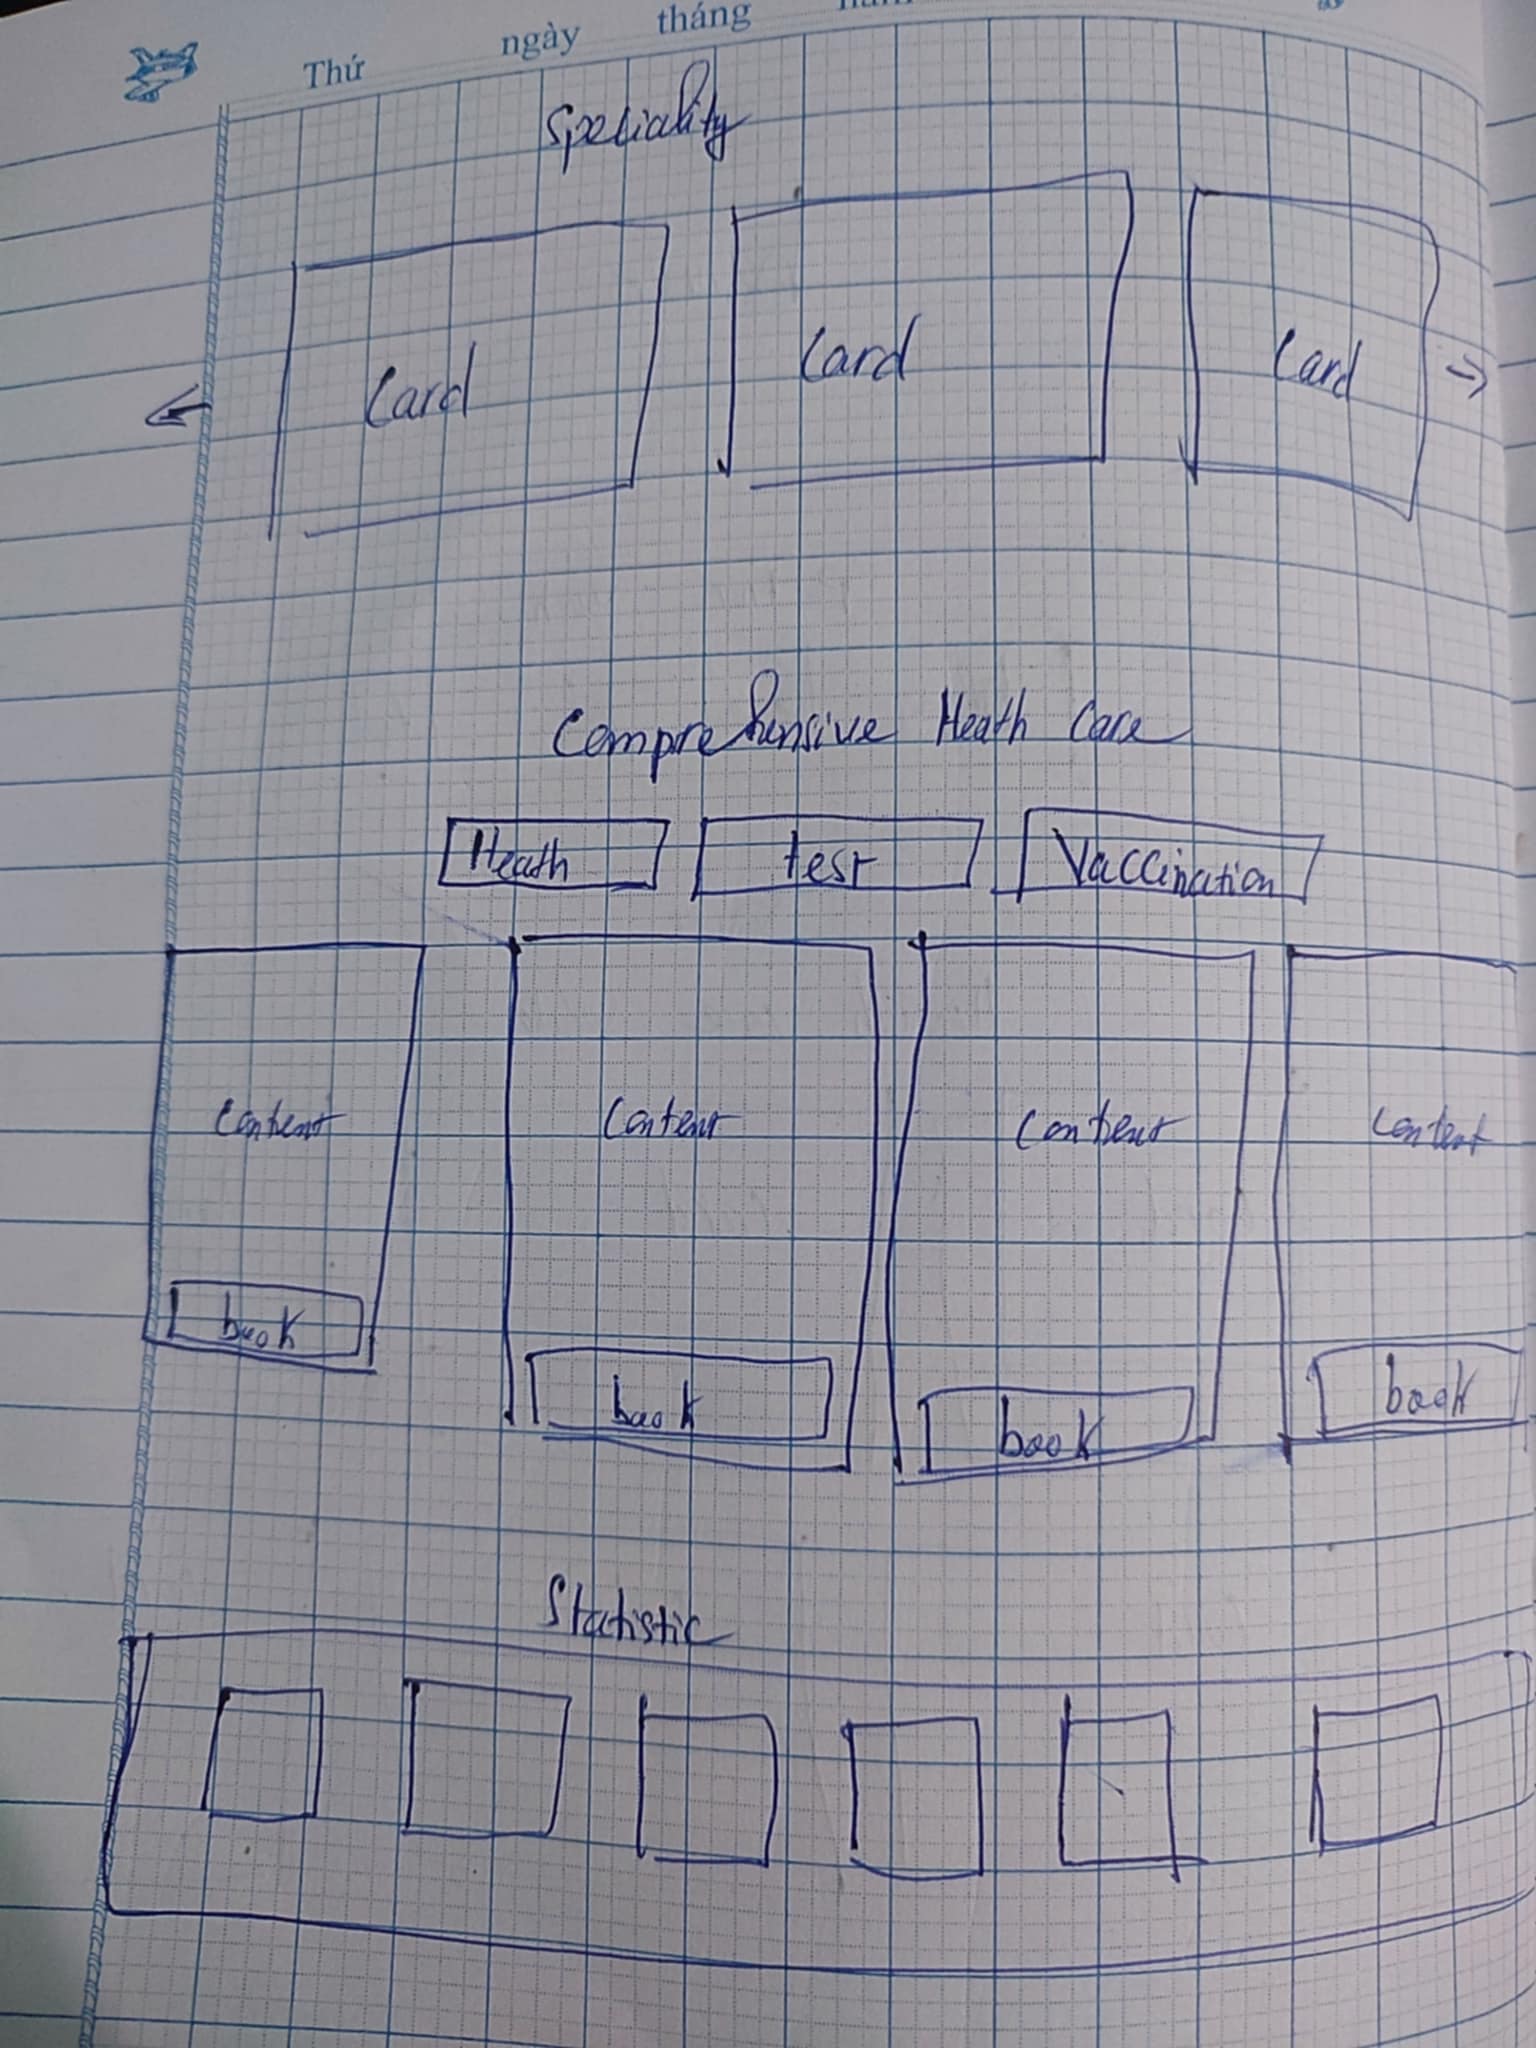 Thứ ngày tháng
Speciality
Card Card Card
Comprehensive Heath Care
Heath test Vaccination
Content Content Content Content
book book book book
Statistic